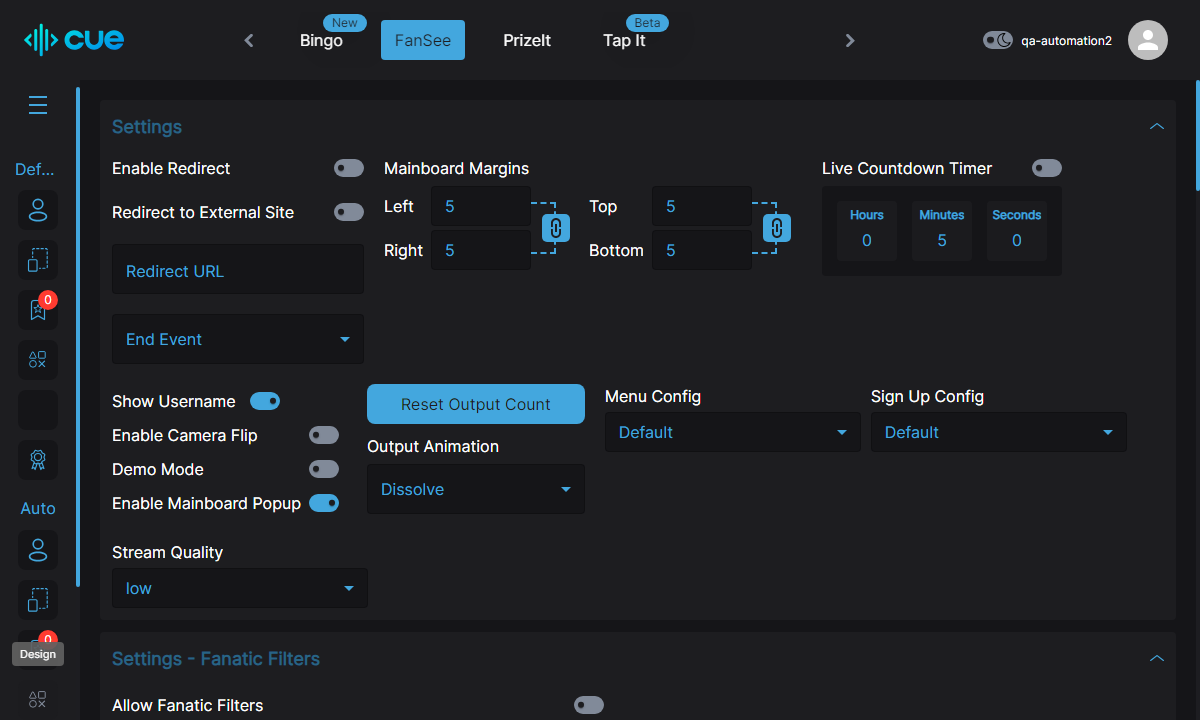 cue
Bingo
New
FanSee
PrizeIt
Tap It
Beta
qa-automation2
Def...
0
Auto
0
Design
Settings
Enable Redirect
Redirect to External Site
Redirect URL
End Event
Mainboard Margins
Left 5
Right 5
Top 5
Bottom 5
Live Countdown Timer
Hours Minutes Seconds
0 5 0
Show Username
Enable Camera Flip
Demo Mode
Enable Mainboard Popup
Reset Output Count
Output Animation
Dissolve
Menu Config
Default
Sign Up Config
Default
Stream Quality
low
Settings - Fanatic Filters
Allow Fanatic Filters